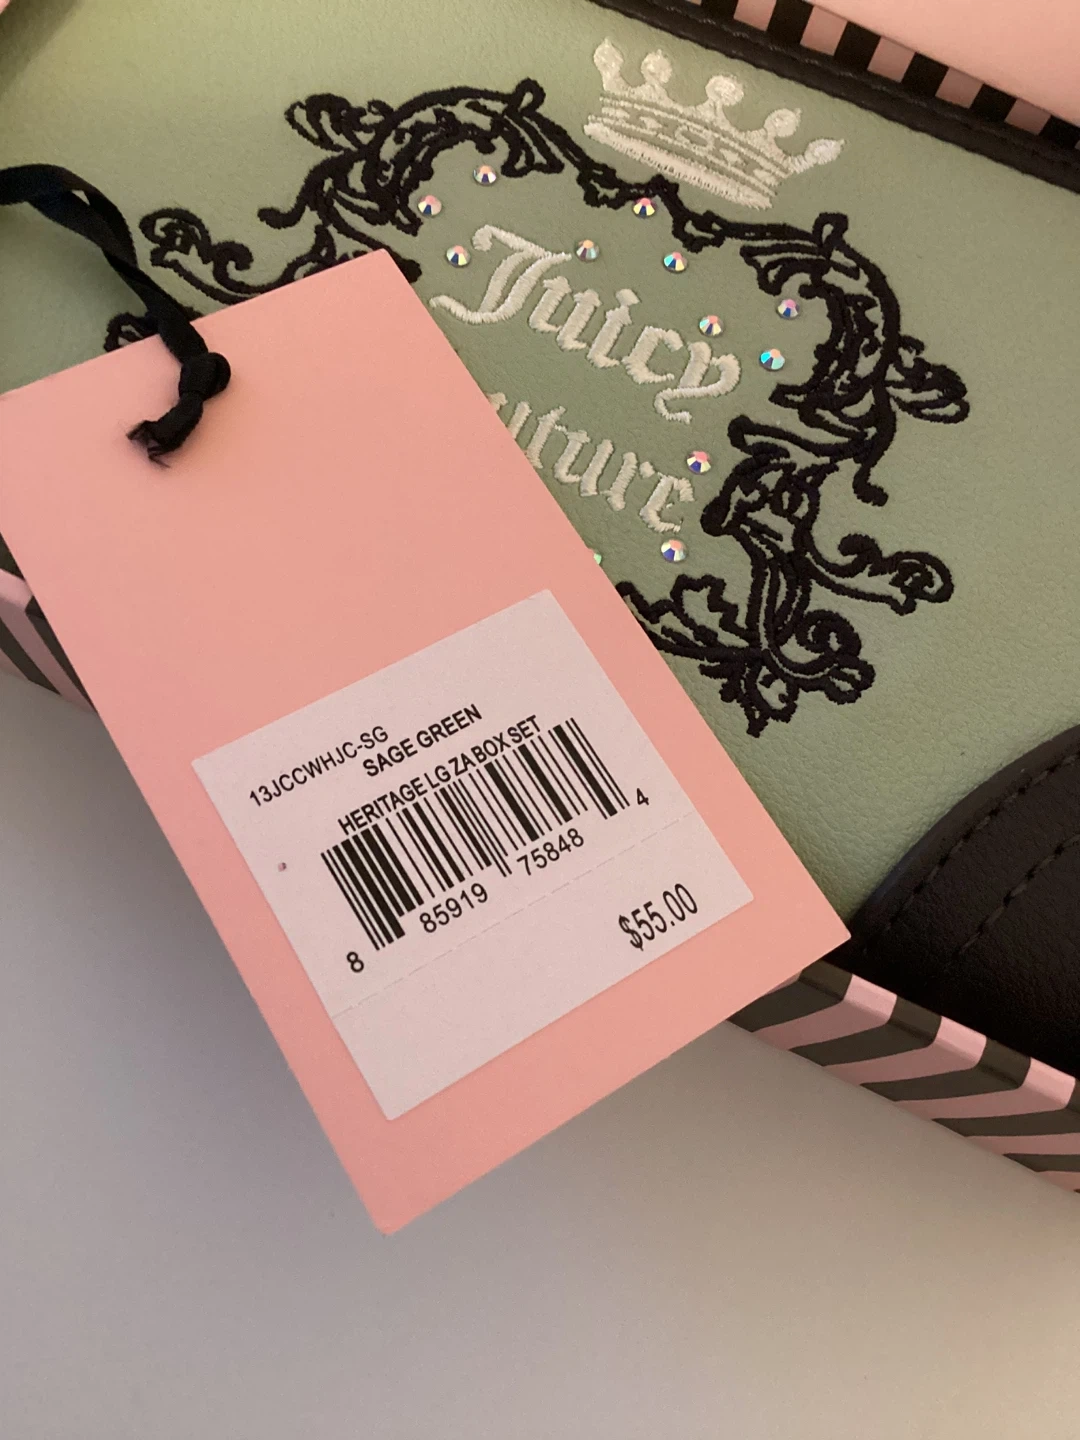 Juicy
13JCCWHJC-SG
SAGE GREEN
HERITAGE LG ZA BOX SET
8 85919 75848 4
$55.00